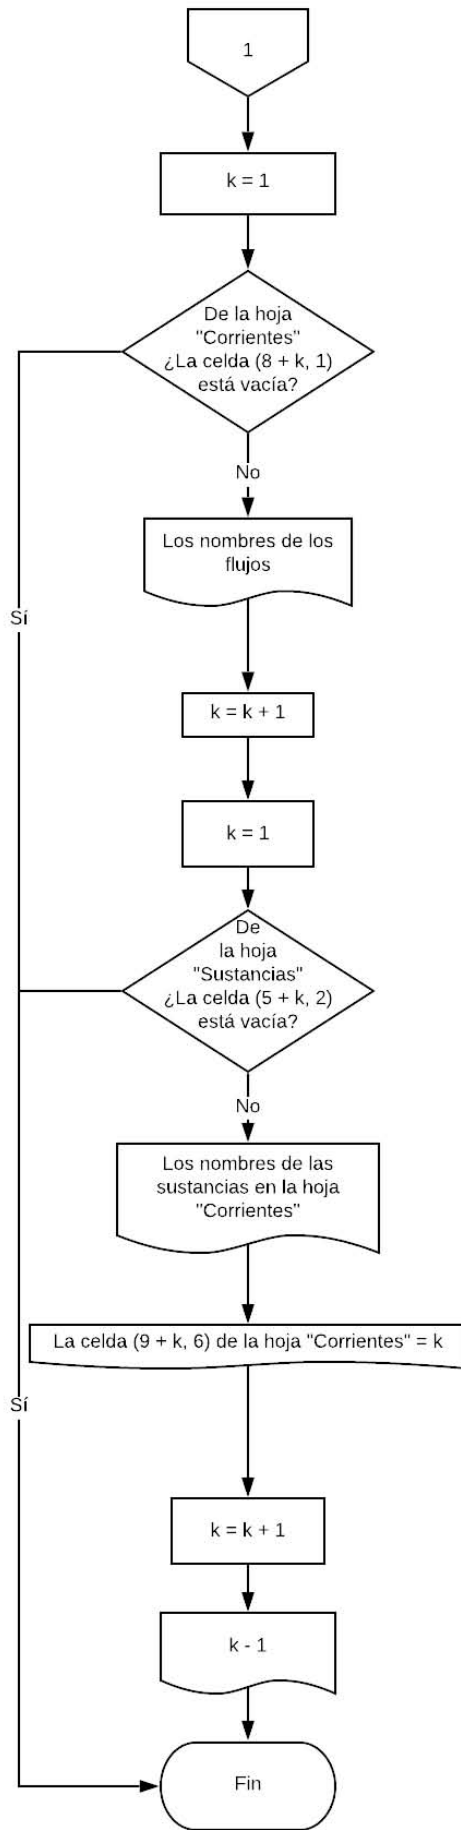 1
k = 1
De la hoja
"Corrientes"
¿La celda (8 + k, 1)
está vacía?
No
Los nombres de los
flujos
Sí
k = k + 1
k = 1
De
la hoja
"Sustancias"
¿La celda (5 + k, 2)
está vacía?
No
Los nombres de las
sustancias en la hoja
"Corrientes"
La celda (9 + k, 6) de la hoja "Corrientes" = k
Sí
k = k + 1
k - 1
Fin